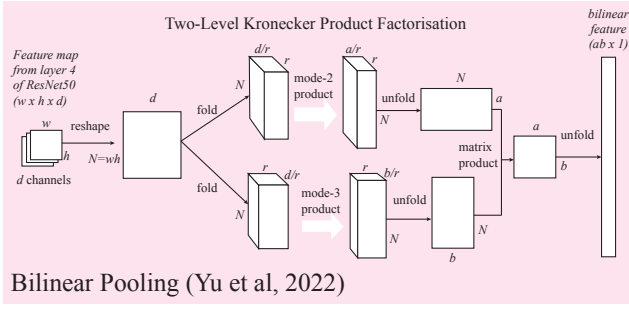 Two-Level Kronecker Product Factorisation
bilinear
feature
(ab x 1)
Feature map
from layer 4
of ResNet50
(w x h x d)
w
h
d channels
reshape
N=wh
d
fold
fold
d/r
r
N
mode-2
product
a/r
r
N
unfold
N
a
r
d/r
N
mode-3
product
r
b/r
N
unfold
N
b
matrix
product
a
b
unfold
Bilinear Pooling (Yu et al, 2022)